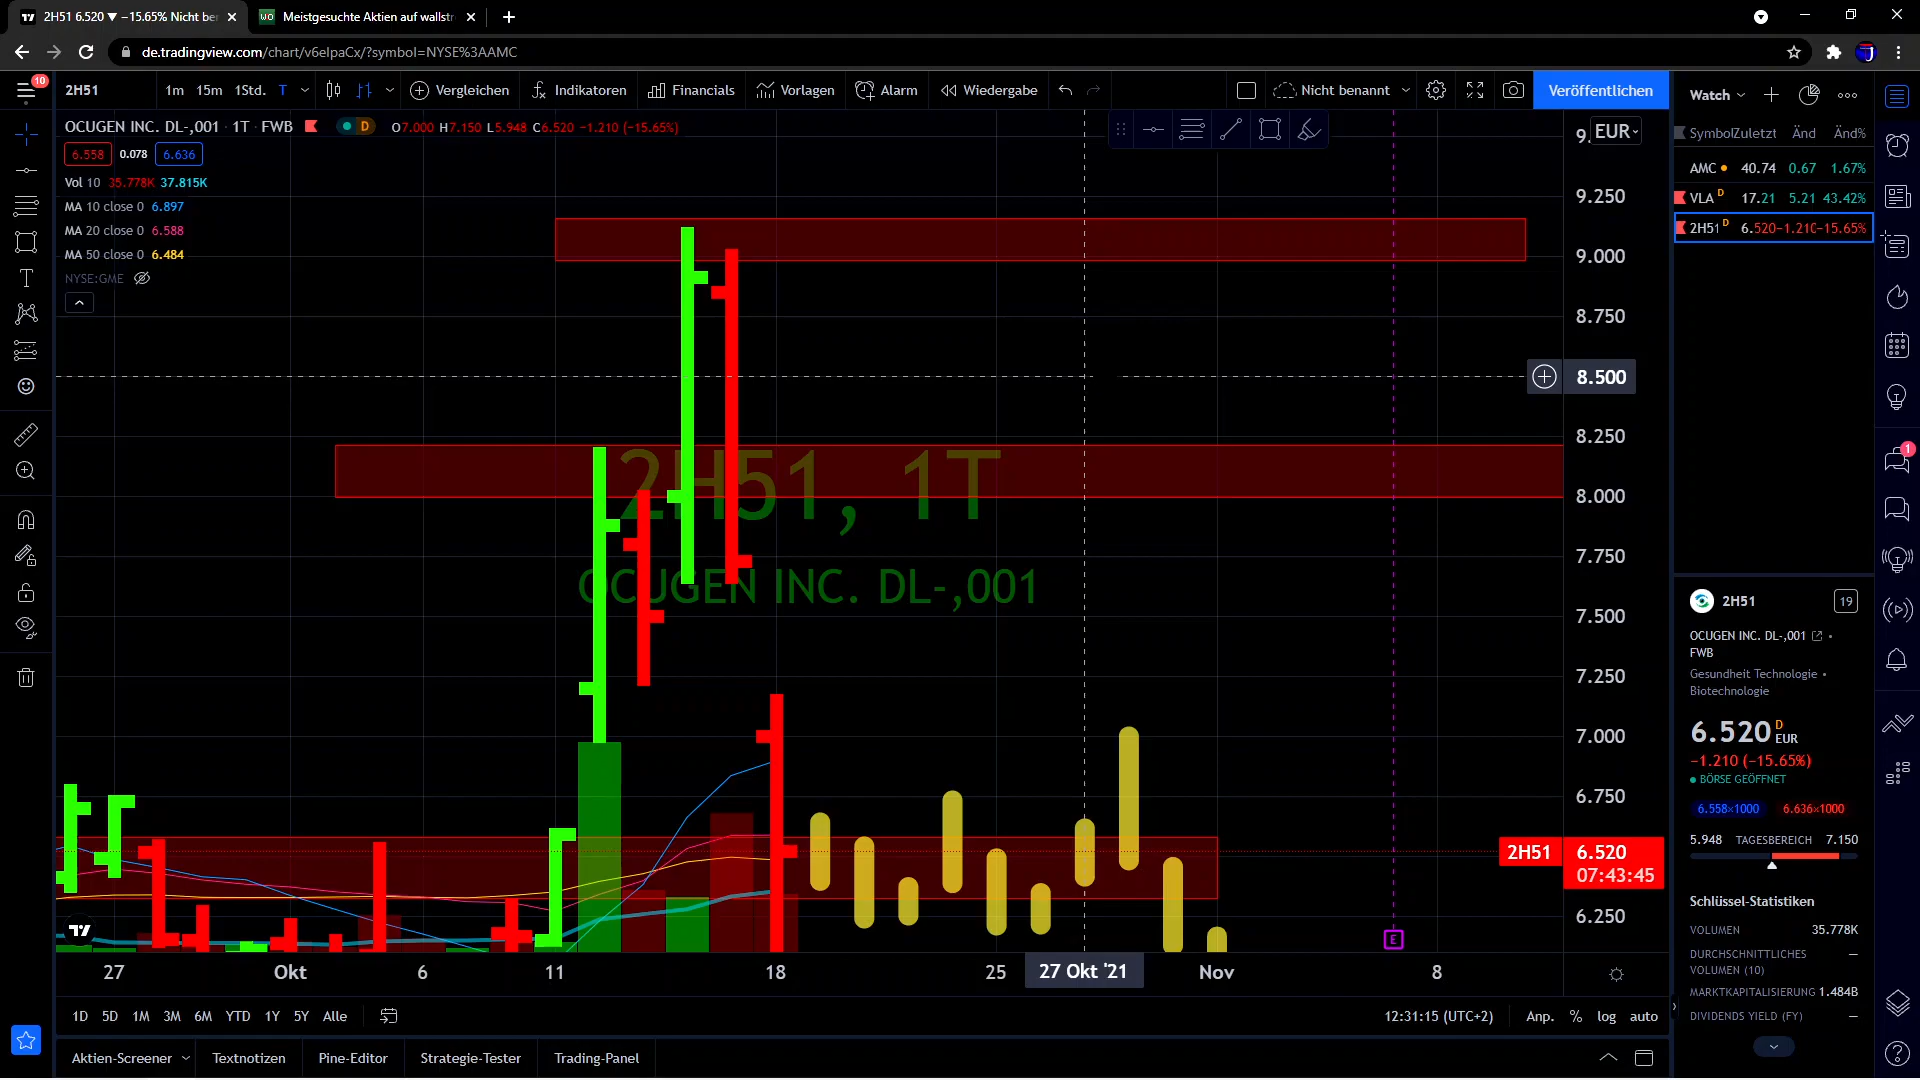 2H51 6.520 ▼ −15.65% Nicht be
Meistgesuchte Aktien auf wallstr
de.tradingview.com/chart/v6elpaCx/?symbol=NYSE%3AAMC
10
2H51
1m 15m 1Std. T
Vergleichen
Indikatoren
Financials
Vorlagen
Alarm
Wiedergabe
Nicht benannt
Veröffentlichen
OCUGEN INC. DL-,001 · 1T · FWB
D
O7.000 H7.150 L5.948 C6.520 −1.210 (−15.65%)
6.558 0.078 6.636
Vol 10 35.778K 37.815K
MA 10 close 0 6.897
MA 20 close 0 6.588
MA 50 close 0 6.484
NYSE:GME
EUR
9.250
9.000
8.750
8.500
8.250
8.000
7.750
7.500
7.250
7.000
6.750
6.250
2H51, 1T
OCUGEN INC. DL-,001
2H51 6.520
07:43:45
E
27 Okt 6 11 18 25 27 Okt '21 Nov 8
1D 5D 1M 3M 6M YTD 1Y 5Y Alle
12:31:15 (UTC+2) Anp. % log auto
Aktien-Screener Textnotizen Pine-Editor Strategie-Tester Trading-Panel
Watch
Symbol Zuletzt Änd Änd%
AMC 40.74 0.67 1.67%
VLA D 17.21 5.21 43.42%
2H51 D 6.520 −1.210 −15.65%
1
2H51 19
OCUGEN INC. DL-,001
FWB
Gesundheit Technologie •
Biotechnologie
6.520 D EUR
−1.210 (−15.65%)
BÖRSE GEÖFFNET
6.558×1000 6.636×1000
5.948 TAGESBEREICH 7.150
Schlüssel-Statistiken
VOLUMEN 35.778K
DURCHSCHNITTLICHES VOLUMEN (10) —
MARKTKAPITALISIERUNG 1.484B
DIVIDENDS YIELD (FY) —